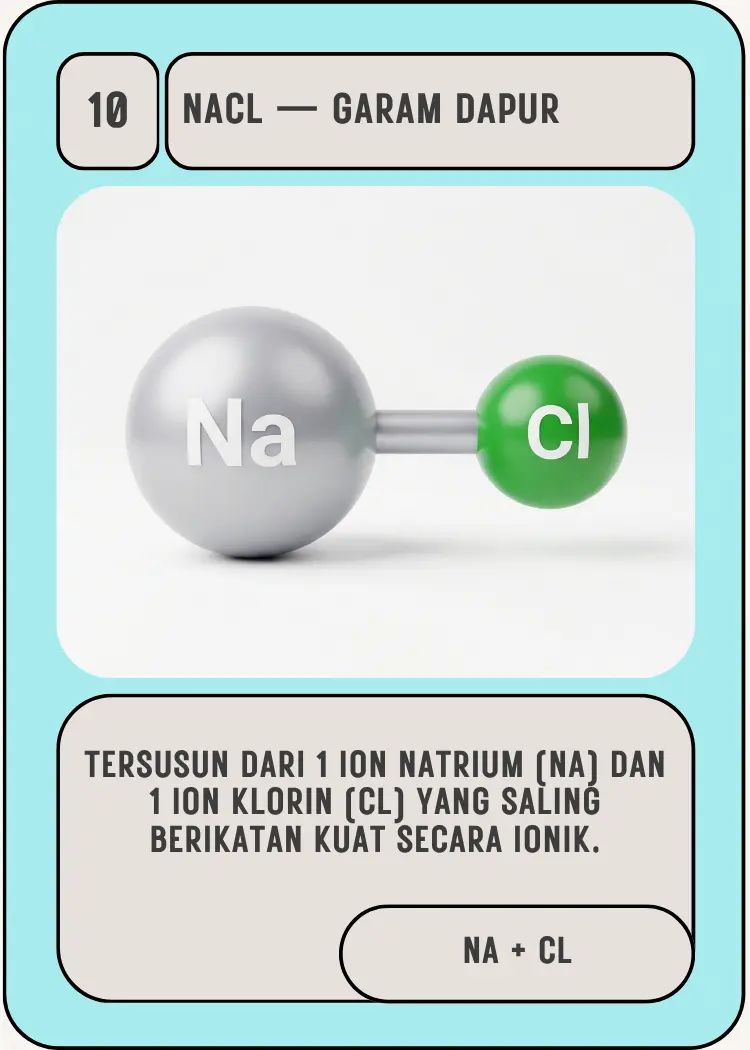 10
NACL — GARAM DAPUR
Na
Cl
TERSUSUN DARI 1 ION NATRIUM (NA) DAN
1 ION KLORIN (CL) YANG SALING
BERIKATAN KUAT SECARA IONIK.
NA + CL